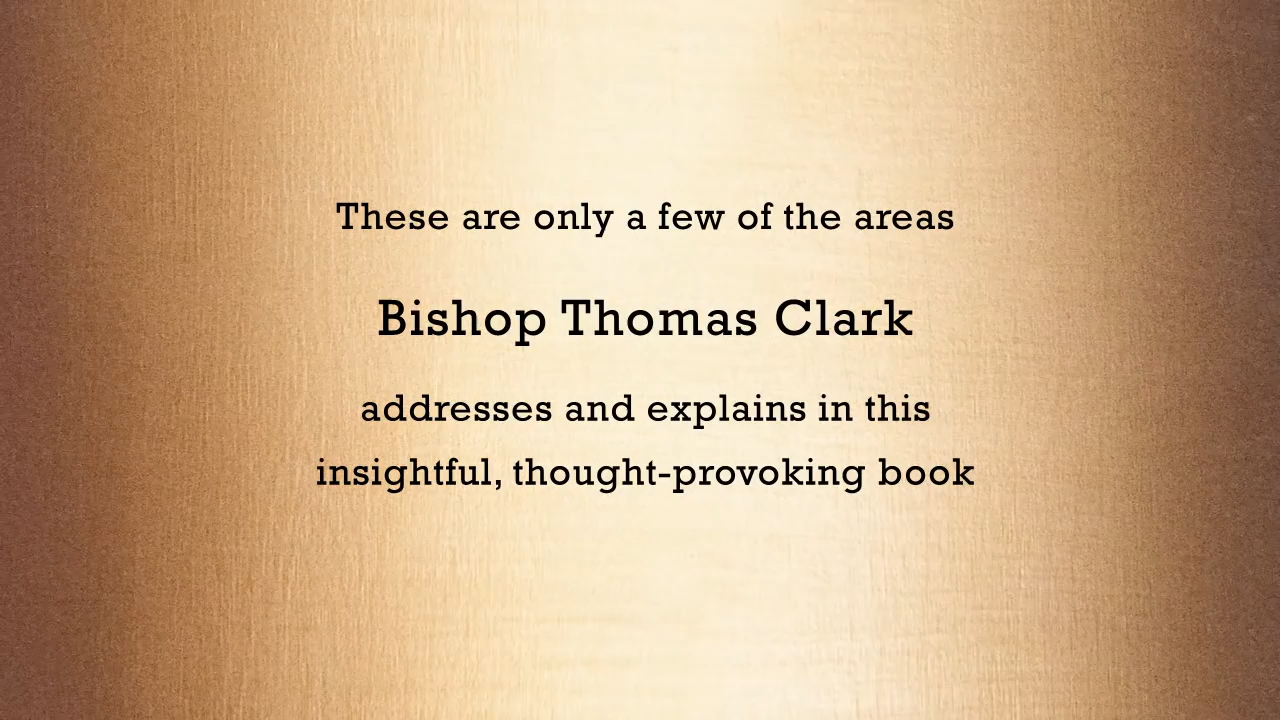 These are only a few of the areas
Bishop Thomas Clark
addresses and explains in this
insightful, thought-provoking book